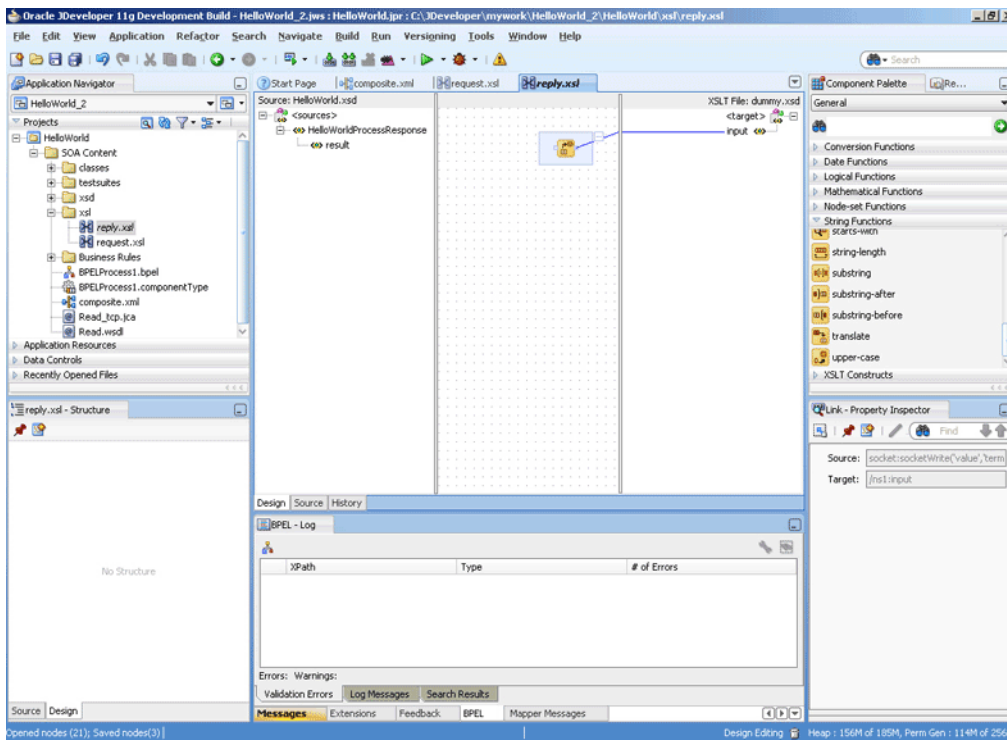 Oracle JDeveloper 11g Development Build - HelloWorld_2.jws : HelloWorld.jpr : C:\JDeveloper\mywork\HelloWorld_2\HelloWorld\xsl\reply.xsl
File Edit View Application Refactor Search Navigate Build Run Versioning Tools Window Help
Search
Application Navigator
HelloWorld_2
Projects
HelloWorld
SOA Content
classes
testsuites
xsd
xsl
reply.xsl
request.xsl
Business Rules
BPELProcess1.bpel
BPELProcess1.componentType
composite.xml
Read_tcp.jca
Read.wsdl
Application Resources
Data Controls
Recently Opened Files
reply.xsl - Structure
No Structure
Source Design
Start Page composite.xml request.xsl reply.xsl
Source: HelloWorld.xsd
<sources>
HelloWorldProcessResponse
result
XSLT File: dummy.xsd
<target>
input
Design Source History
BPEL - Log
XPath Type # of Errors
Errors: Warnings:
Validation Errors Log Messages Search Results
Messages Extensions Feedback BPEL Mapper Messages
Component Palette Re...
General
Conversion Functions
Date Functions
Logical Functions
Mathematical Functions
Node-set Functions
String Functions
starts-with
string-length
substring
substring-after
substring-before
translate
upper-case
XSLT Constructs
Link - Property Inspector
Find
Source: socket:socketWrite('value','term
Target: /ns1:input
Opened nodes (21); Saved nodes(3)
Design Editing
Heap : 156M of 185M, Perm Gen : 114M of 256